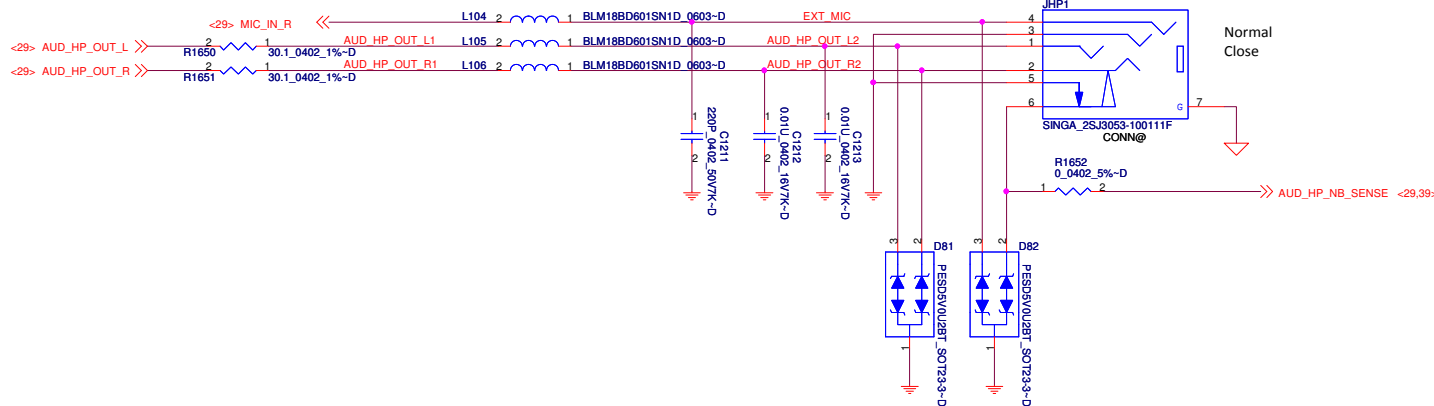 JHP1
<29> MIC_IN_R
L104 2 1 BLM18BD601SN1D_0603~D EXT_MIC 4
3
<29> AUD_HP_OUT_L 2 1 AUD_HP_OUT_L1 L105 2 1 BLM18BD601SN1D_0603~D AUD_HP_OUT_L2 1
R1650 30.1_0402_1%~D
<29> AUD_HP_OUT_R 2 1 AUD_HP_OUT_R1 L106 2 1 BLM18BD601SN1D_0603~D AUD_HP_OUT_R2 2
R1651 30.1_0402_1%~D
5
6
G 7
Normal
Close
SINGA_2SJ3053-100111F
CONN@
1
2
C1211
220P_0402_50V7K~D
1
2
C1212
0.01U_0402_16V7K~D
1
2
C1213
0.01U_0402_16V7K~D
R1652
0_0402_5%~D
1 2
AUD_HP_NB_SENSE <29,39>
3 2 D81
PESD5V0U2BT_SOT23-3~D
1
3 2 D82
PESD5V0U2BT_SOT23-3~D
1